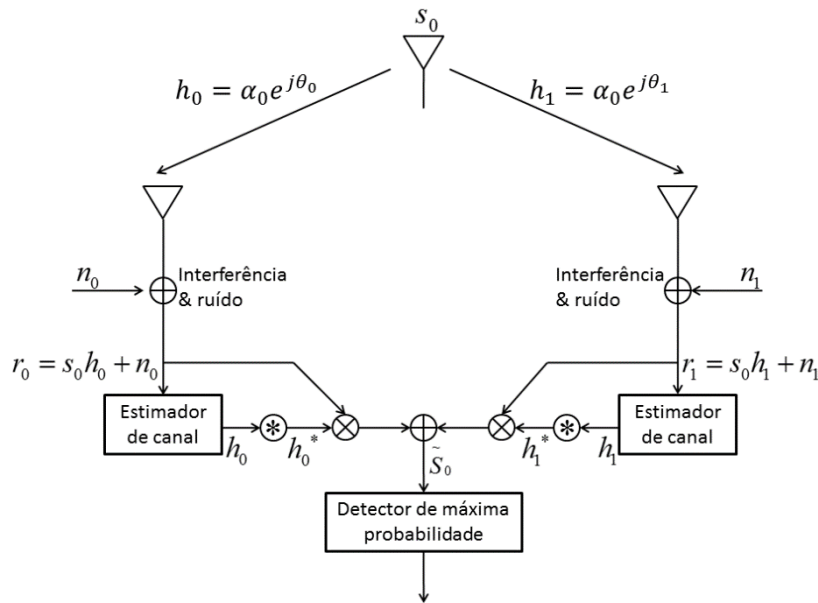 s₀
h₀ = α₀e^{jθ₀}
h₁ = α₀e^{jθ₁}
n₀
Interferência
& ruído
Interferência
& ruído
n₁
r₀ = s₀h₀ + n₀
r₁ = s₀h₁ + n₁
Estimador
de canal
h₀
*
h₀*
s̃₀
h₁*
*
h₁
Estimador
de canal
Detector de máxima
probabilidade